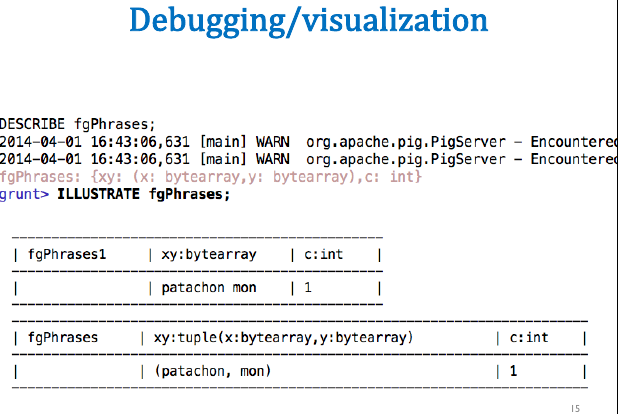 Debugging/visualization
DESCRIBE fgPhrases;
2014-04-01 16:43:06,631 [main] WARN  org.apache.pig.PigServer - Encountered
2014-04-01 16:43:06,631 [main] WARN  org.apache.pig.PigServer - Encountered
fgPhrases: {xy: (x: bytearray,y: bytearray),c: int}
grunt> ILLUSTRATE fgPhrases;
| fgPhrases1 | xy:bytearray | c:int |
| | patachon mon | 1 |
| fgPhrases | xy:tuple(x:bytearray,y:bytearray) | c:int |
| | (patachon, mon) | 1 |
15